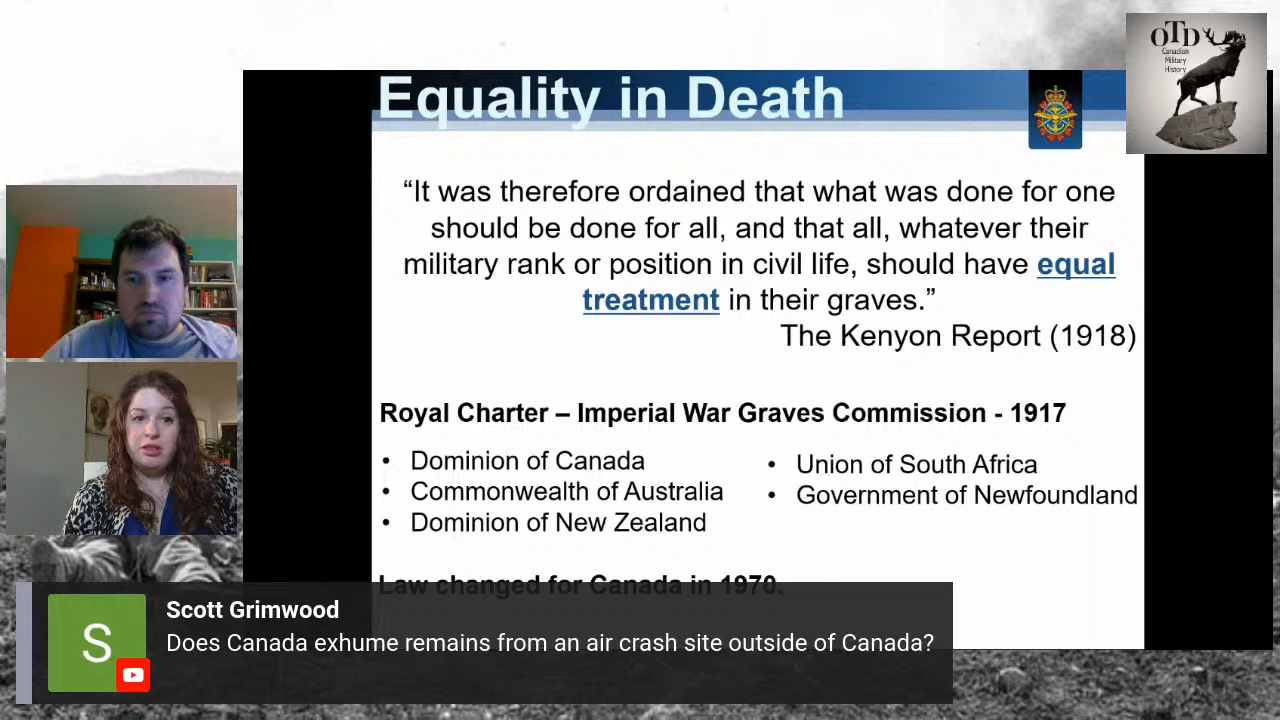 OTD
Canadian
Military
History
Equality in Death
“It was therefore ordained that what was done for one
should be done for all, and that all, whatever their
military rank or position in civil life, should have equal
treatment in their graves.”
The Kenyon Report (1918)
Royal Charter – Imperial War Graves Commission - 1917
• Dominion of Canada
• Commonwealth of Australia
• Dominion of New Zealand
• Union of South Africa
• Government of Newfoundland
Law changed for Canada in 1970.
S
Scott Grimwood
Does Canada exhume remains from an air crash site outside of Canada?